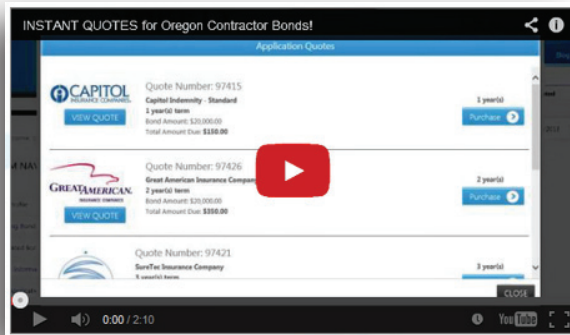 INSTANT QUOTES for Oregon Contractor Bonds!
Application Quotes
CAPITOL
INSURANCE COMPANIES
VIEW QUOTE
Quote Number: 97415
Capitol Indemnity - Standard
1 year(s) term
Bond Amount: $20,000.00
Total Amount Due: $150.00
1 year(s)
Purchase
GREATAMERICAN.
INSURANCE COMPANIES
VIEW QUOTE
Quote Number: 97426
Great American Insurance Company
2 year(s) term
Bond Amount: $20,000.00
Total Amount Due: $350.00
2 year(s)
Purchase
Quote Number: 97421
SureTec Insurance Company
3 year(s) term
3 year(s)
CLOSE
0:00 / 2:10
YouTube